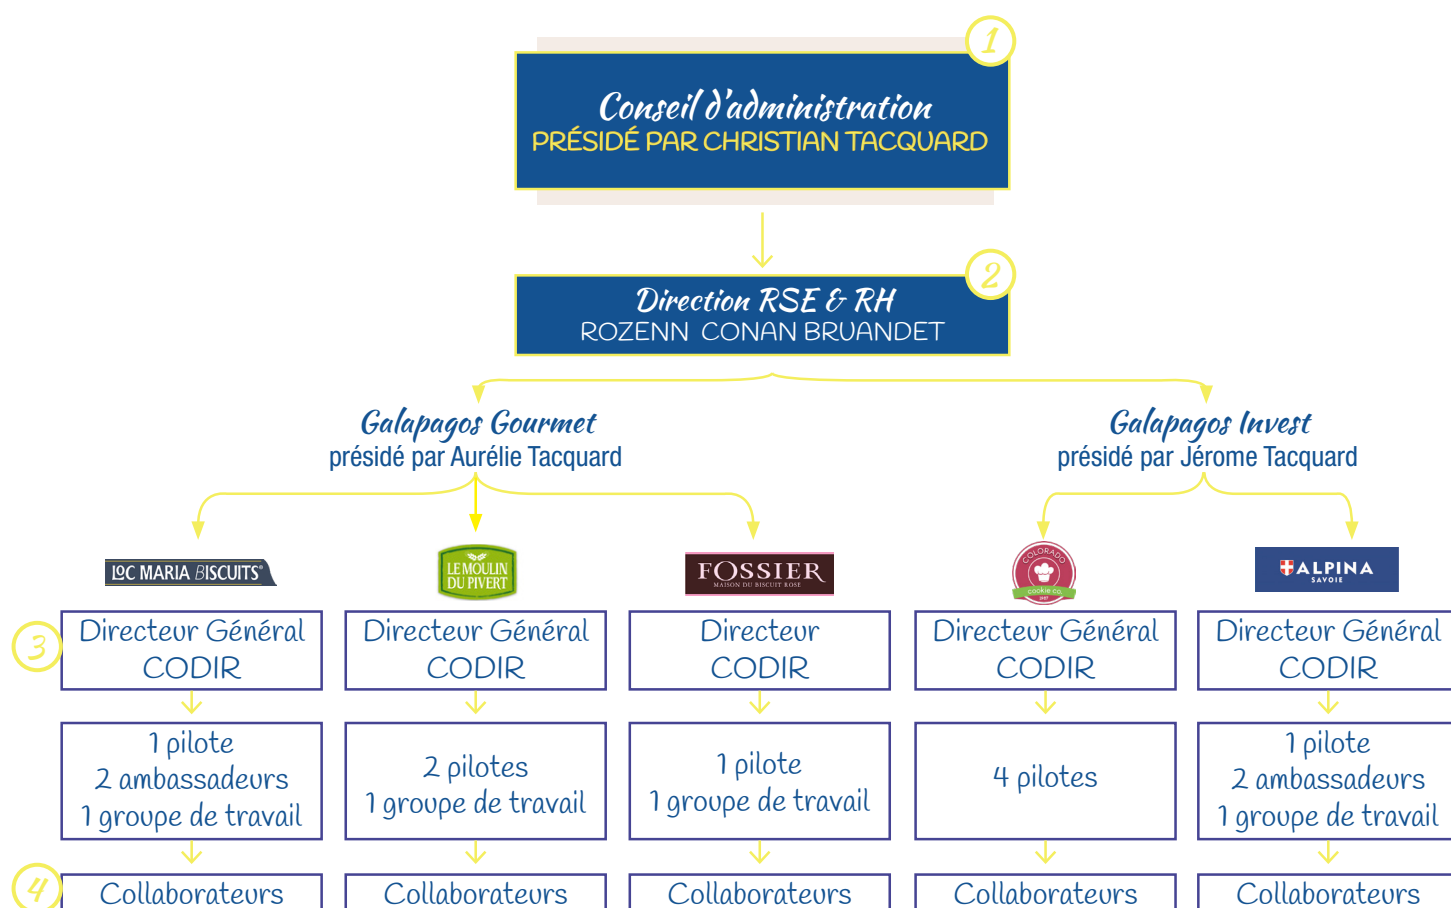 1
Conseil d'administration
PRÉSIDÉ PAR CHRISTIAN TACQUARD
2
Direction RSE & RH
ROZENN CONAN BRUANDET
Galapagos Gourmet
présidé par Aurélie Tacquard
Galapagos Invest
présidé par Jérome Tacquard
LOC MARIA BISCUITS
LE MOULIN
DU PIVERT
FOSSIER
MAISON DU BISCUIT ROSE
COLORADO
cookie co.
ALPINA
SAVOIE
3
Directeur Général
CODIR
Directeur Général
CODIR
Directeur
CODIR
Directeur Général
CODIR
Directeur Général
CODIR
1 pilote
2 ambassadeurs
1 groupe de travail
2 pilotes
1 groupe de travail
1 pilote
1 groupe de travail
4 pilotes
1 pilote
2 ambassadeurs
1 groupe de travail
4
Collaborateurs
Collaborateurs
Collaborateurs
Collaborateurs
Collaborateurs